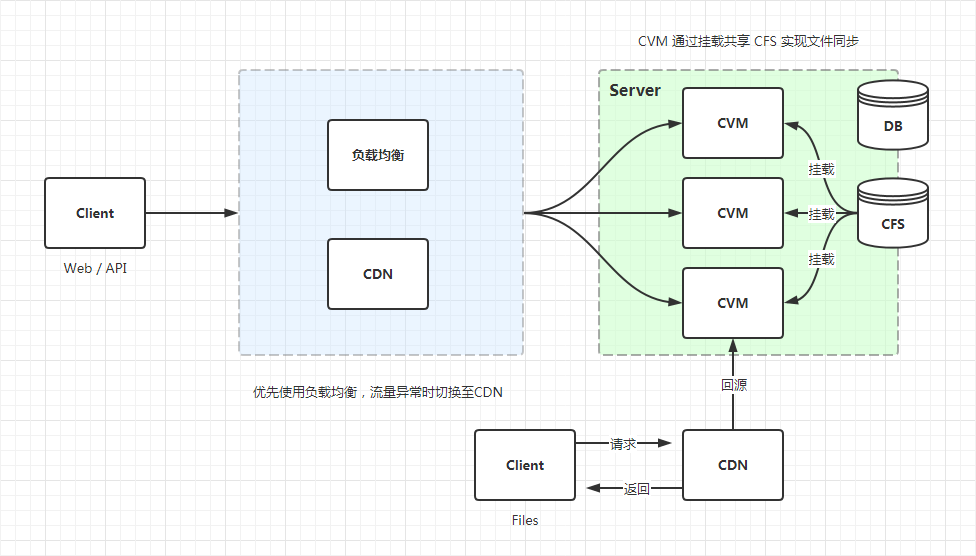 CVM 通过挂载共享 CFS 实现文件同步
Server
CVM
DB
负载均衡
挂载
Client
CVM
挂载
CFS
Web / API
挂载
CDN
CVM
优先使用负载均衡，流量异常时切换至CDN
回源
请求
Client
CDN
返回
Files